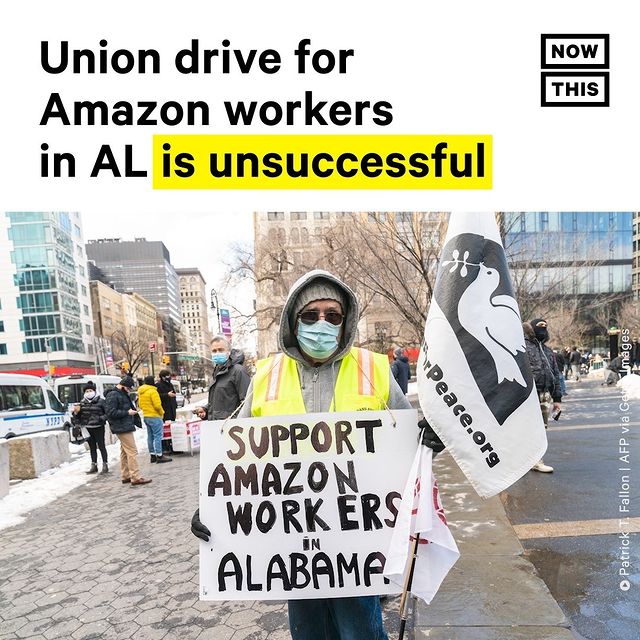 Union drive for
Amazon workers
in AL is unsuccessful
NOW
THIS
SUPPORT
AMAZON
WORKERS
IN
ALABAMA
Peace.org
Patrick T. Fallon | AFP via Getty Images